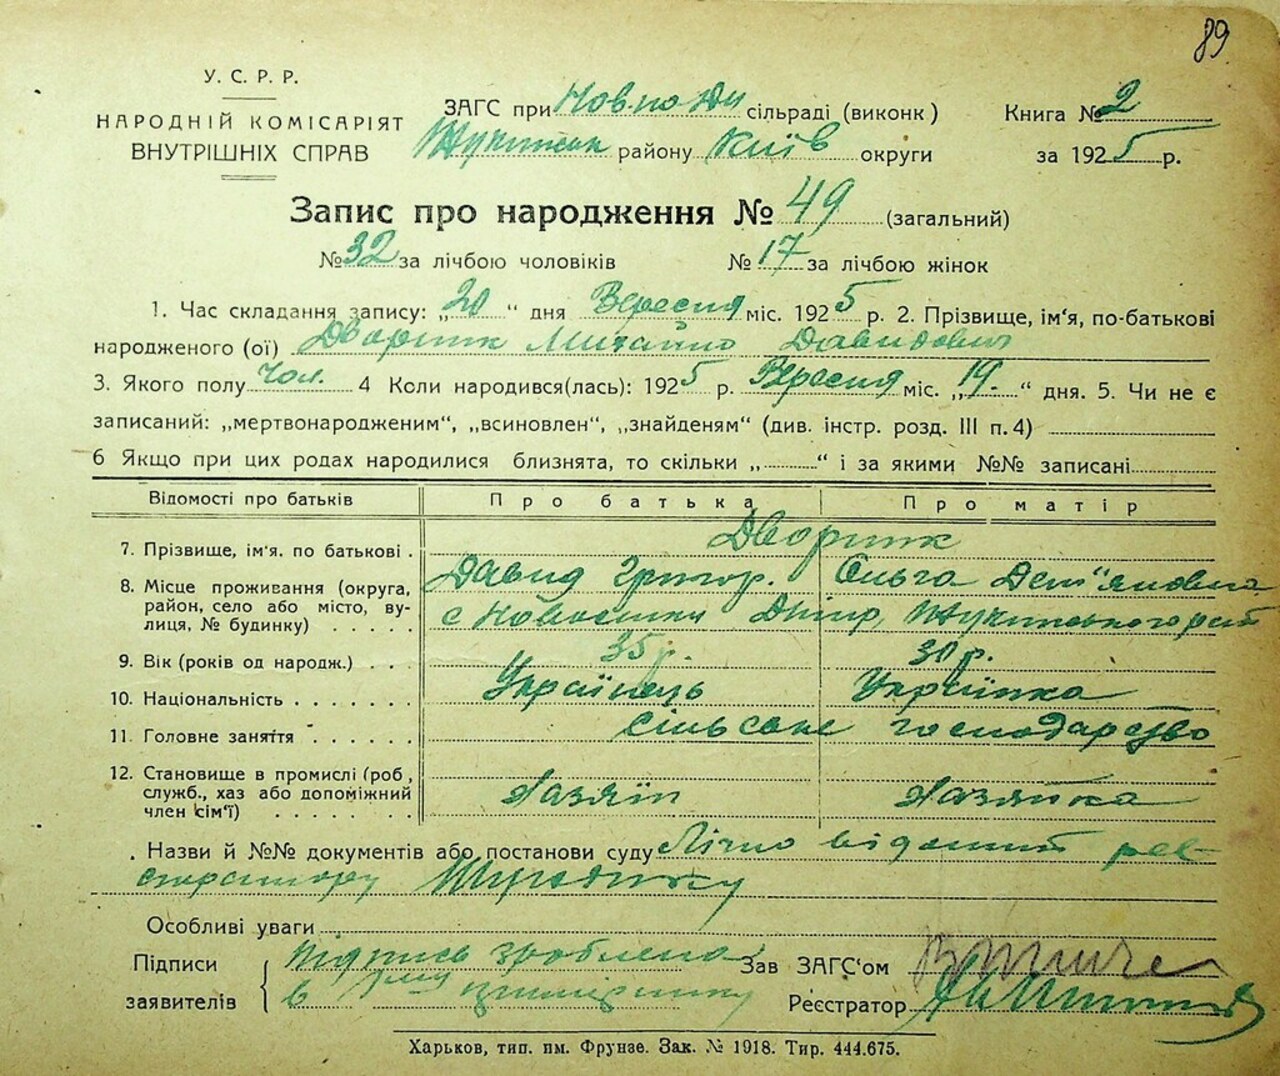 89
У. С. Р. Р.
НАРОДНІЙ КОМІСАРІЯТ
ВНУТРІШНІХ СПРАВ
ЗАГС при сільраді (виконк)
району Київ округи
Книга № 2
за 1925 р.
Запис про народження № 49 (загальний)
№ 32 за лічбою чоловіків № 17 за лічбою жінок
1. Час складання запису: „20“ дня Вересня міс. 1925 р. 2. Прізвище, ім'я, по-батькові
народженого (ої) Дворник Михайло Давидович
3. Якого полу чол. 4 Коли народився(лась): 1925 р. Вересня міс. „19.“ дня. 5. Чи не є
записаний: „мертвонародженим“, „всиновлен“, „знайденям“ (див. інстр. розд. III п. 4)
6 Якщо при цих родах народилися близнята, то скільки „ “ і за якими №№ записані
Відомості про батьків Про батька Про матір
7. Прізвище, ім'я. по батькові . Дворник
Давид Григор. Ольга Дем"яновна
8. Місце проживання (округа, район, село або місто, вулиця, № будинку) . . . . . с Новосілки Дніпр,
9. Вік (років од народж.) . . . 35 р. 30 р.
10. Національність . . . . . . . Українець Українка
11. Головне заняття . . . . . . сільське господарство
12. Становище в промислі (роб, служб., хаз або допоміжний член сім'ї) . . . . . . . Хазяїн Хазяйка
. Назви й №№ документів або постанови суду Лічно відомий реє-
стратору
Особливі уваги
Підписи
заявителів
Підпись зроблена
в примірнику
Зав ЗАГС'ом
Реєстратор
Харьков, тип. им. Фрунзе. Зак. № 1918. Тир. 444.675.